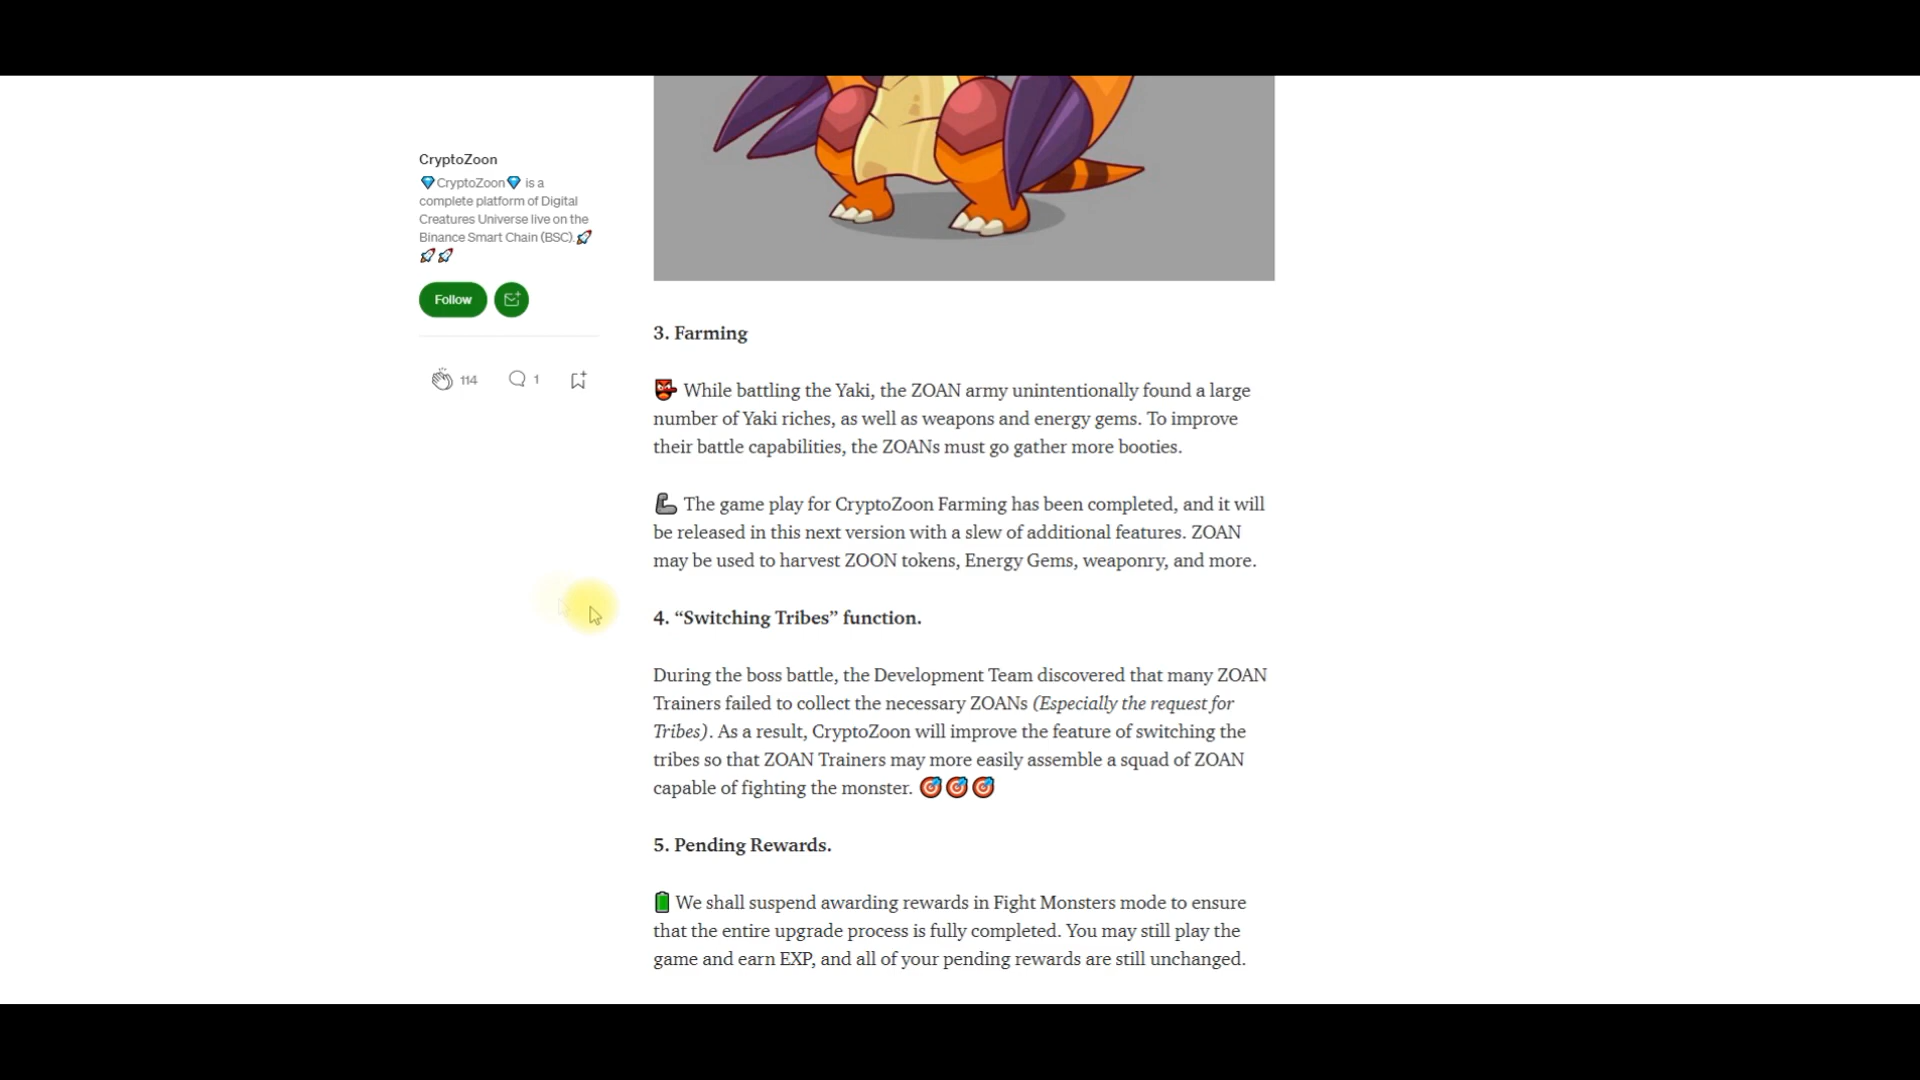 CryptoZoon
💎CryptoZoon💎 is a
complete platform of Digital
Creatures Universe live on the
Binance Smart Chain (BSC).🚀
🚀🚀
Follow
114
1
3. Farming
👺 While battling the Yaki, the ZOAN army unintentionally found a large
number of Yaki riches, as well as weapons and energy gems. To improve
their battle capabilities, the ZOANs must go gather more booties.
🦾 The game play for CryptoZoon Farming has been completed, and it will
be released in this next version with a slew of additional features. ZOAN
may be used to harvest ZOON tokens, Energy Gems, weaponry, and more.
4. “Switching Tribes” function.
During the boss battle, the Development Team discovered that many ZOAN
Trainers failed to collect the necessary ZOANs (Especially the request for
Tribes). As a result, CryptoZoon will improve the feature of switching the
tribes so that ZOAN Trainers may more easily assemble a squad of ZOAN
capable of fighting the monster. 🎯🎯🎯
5. Pending Rewards.
🔋 We shall suspend awarding rewards in Fight Monsters mode to ensure
that the entire upgrade process is fully completed. You may still play the
game and earn EXP, and all of your pending rewards are still unchanged.